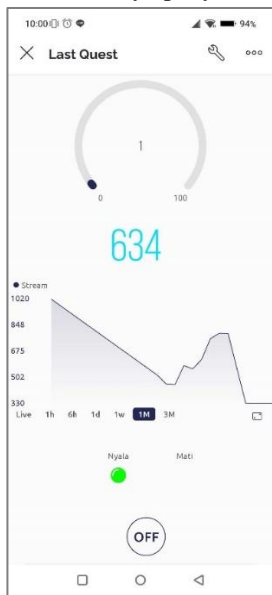 10:00 94%
Last Quest
1
0 100
634
Stream
1020
848
675
502
330
Live 1h 6h 1d 1w 1M 3M
Nyala Mati
OFF